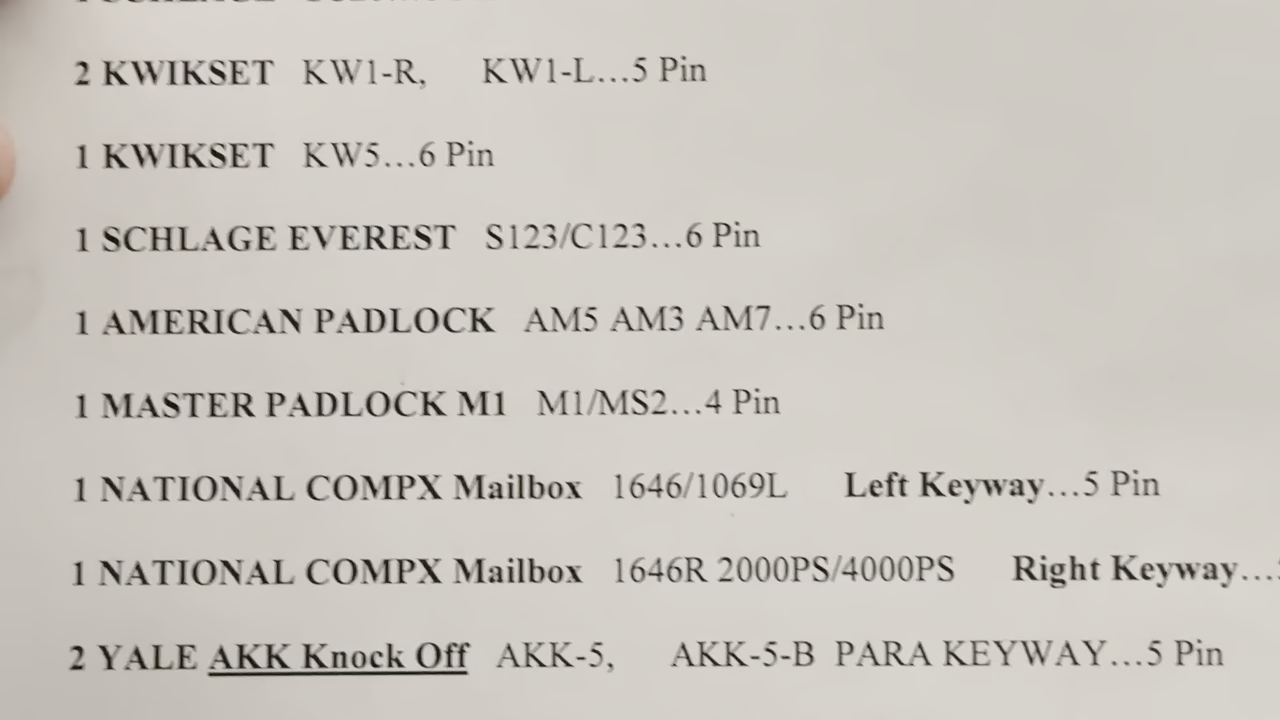 2 KWIKSET KW1-R, KW1-L...5 Pin
1 KWIKSET KW5...6 Pin
1 SCHLAGE EVEREST S123/C123...6 Pin
1 AMERICAN PADLOCK AM5 AM3 AM7...6 Pin
1 MASTER PADLOCK M1 M1/MS2...4 Pin
1 NATIONAL COMPX Mailbox 1646/1069L Left Keyway...5 Pin
1 NATIONAL COMPX Mailbox 1646R 2000PS/4000PS Right Keyway...
2 YALE AKK Knock Off AKK-5, AKK-5-B PARA KEYWAY...5 Pin